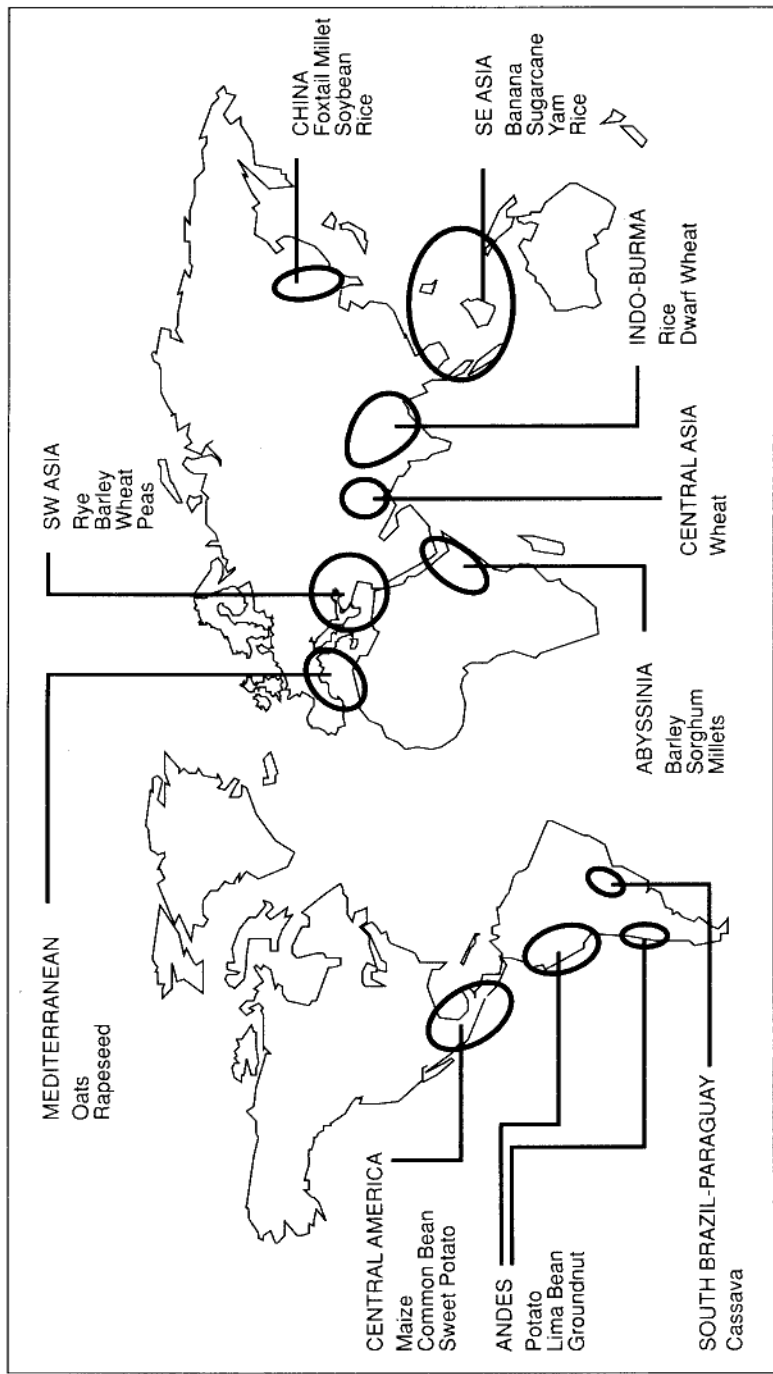 MEDITERRANEAN
Oats
Rapeseed
SW ASIA
Rye
Barley
Wheat
Peas
CHINA
Foxtail Millet
Soybean
Rice
CENTRAL AMERICA
Maize
Common Bean
Sweet Potato
ANDES
Potato
Lima Bean
Groundnut
SOUTH BRAZIL-PARAGUAY
Cassava
ABYSSINIA
Barley
Sorghum
Millets
CENTRAL ASIA
Wheat
INDO-BURMA
Rice
Dwarf Wheat
SE ASIA
Banana
Sugarcane
Yam
Rice